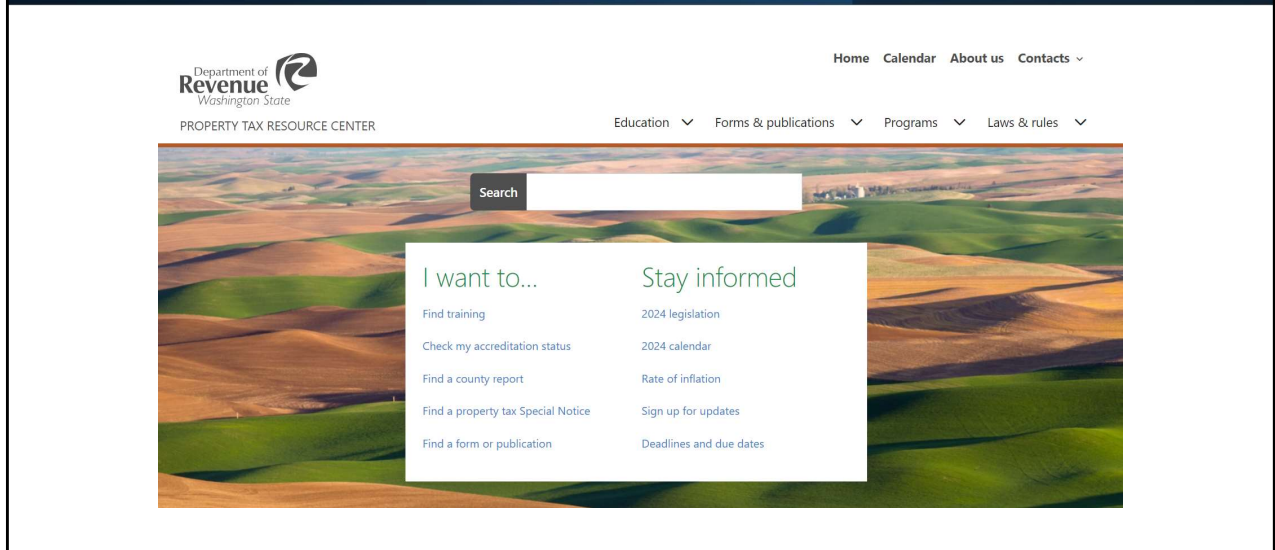 Department of
Revenue
Washington State
PROPERTY TAX RESOURCE CENTER
Home Calendar About us Contacts
Education Forms & publications Programs Laws & rules
Search
I want to...
Find training
Check my accreditation status
Find a county report
Find a property tax Special Notice
Find a form or publication
Stay informed
2024 legislation
2024 calendar
Rate of inflation
Sign up for updates
Deadlines and due dates